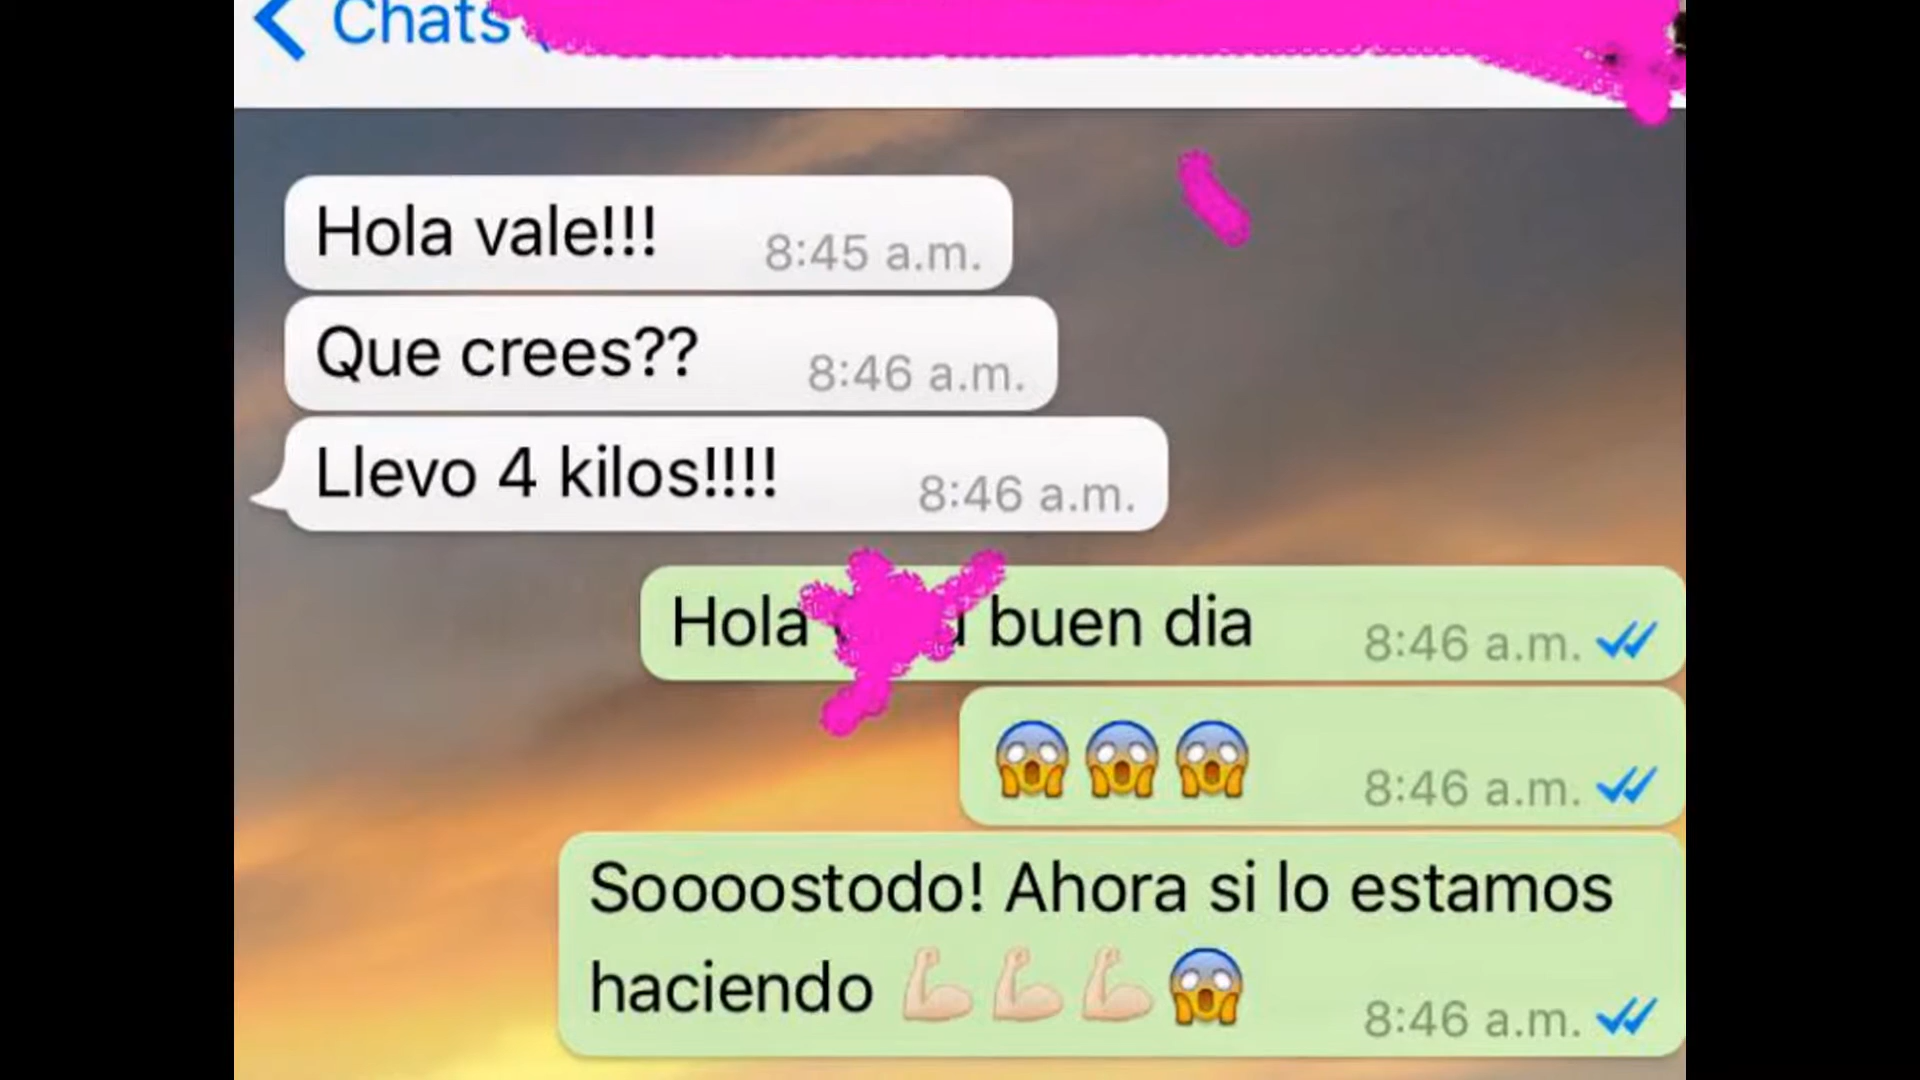 Chats
Hola vale!!!
8:45 a.m.
Que crees??
8:46 a.m.
Llevo 4 kilos!!!!
8:46 a.m.
Hola buen dia
8:46 a.m.
8:46 a.m.
Soooostodo! Ahora si lo estamos
haciendo
8:46 a.m.